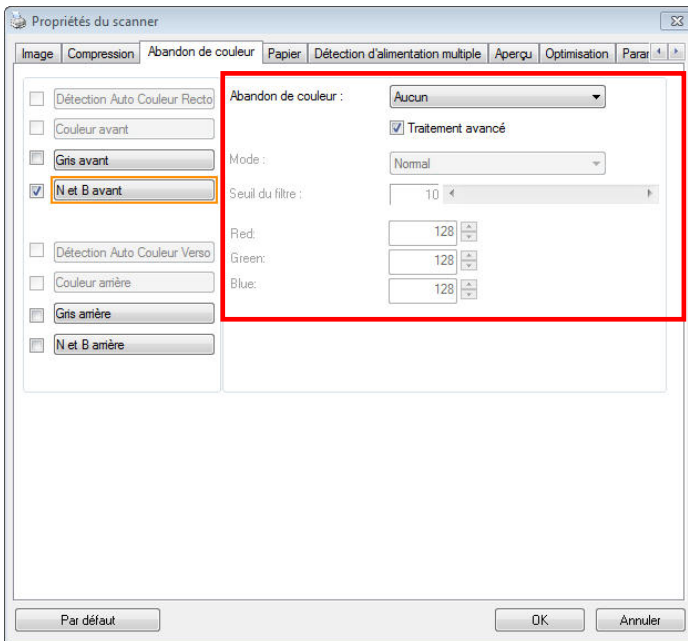 Propriétés du scanner
Image Compression Abandon de couleur Papier Détection d'alimentation multiple Aperçu Optimisation Parar
Détection Auto Couleur Recto
Couleur avant
Gris avant
N et B avant
Détection Auto Couleur Verso
Couleur arrière
Gris arrière
N et B arrière
Abandon de couleur : Aucun
Traitement avancé
Mode : Normal
Seuil du filtre : 10
Red: 128
Green: 128
Blue: 128
Par défaut OK Annuler